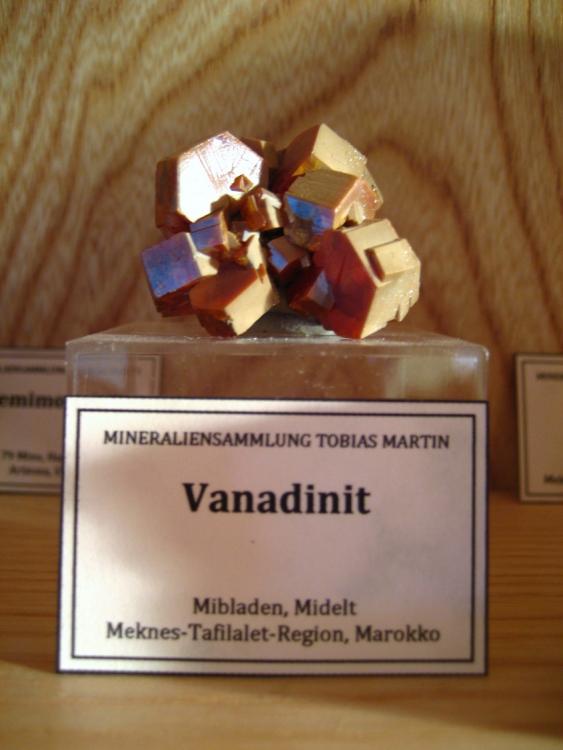 MINERALIENSAMMLUNG TOBIAS MARTIN
Vanadinit
Mibladen, Midelt
Meknes-Tafilalet-Region, Marokko